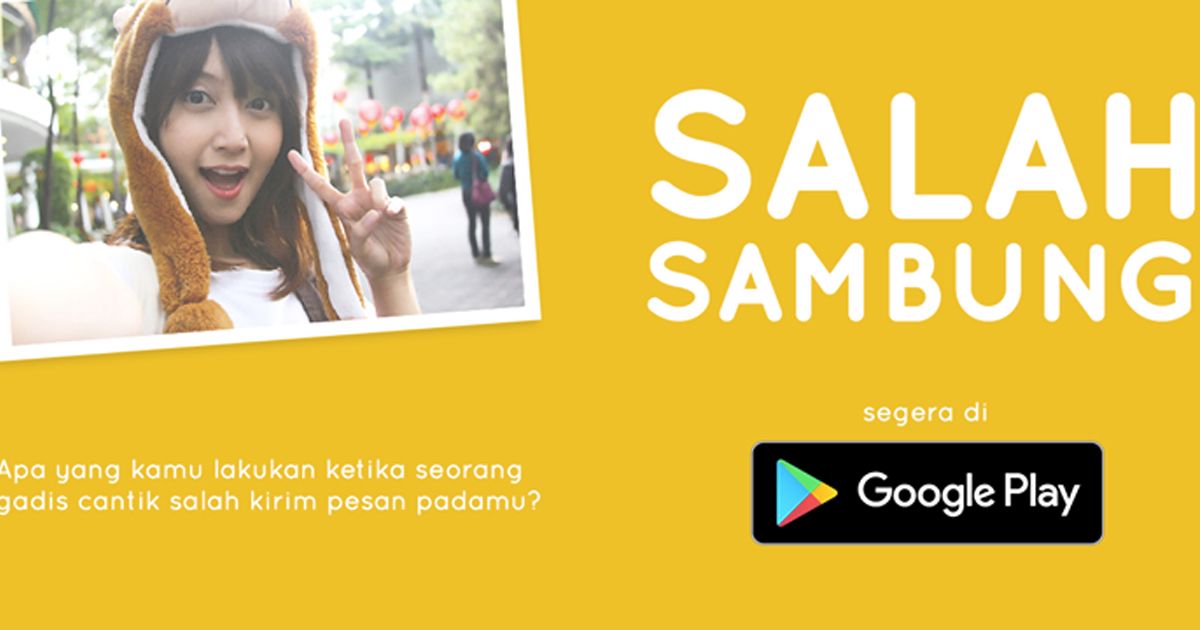 SALAH
SAMBUNG
segera di
Google Play
Apa yang kamu lakukan ketika seorang
gadis cantik salah kirim pesan padamu?